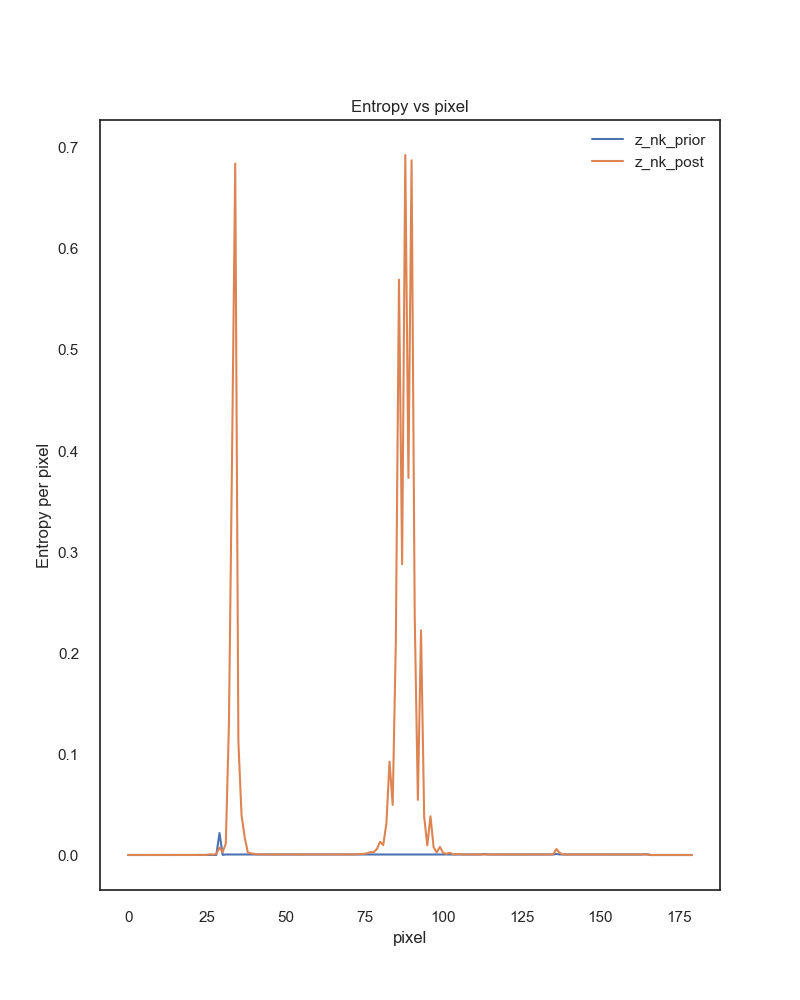 Entropy vs pixel
z_nk_prior
z_nk_post
0.7
0.6
0.5
0.4
0.3
0.2
0.1
0.0
Entropy per pixel
0 25 50 75 100 125 150 175
pixel